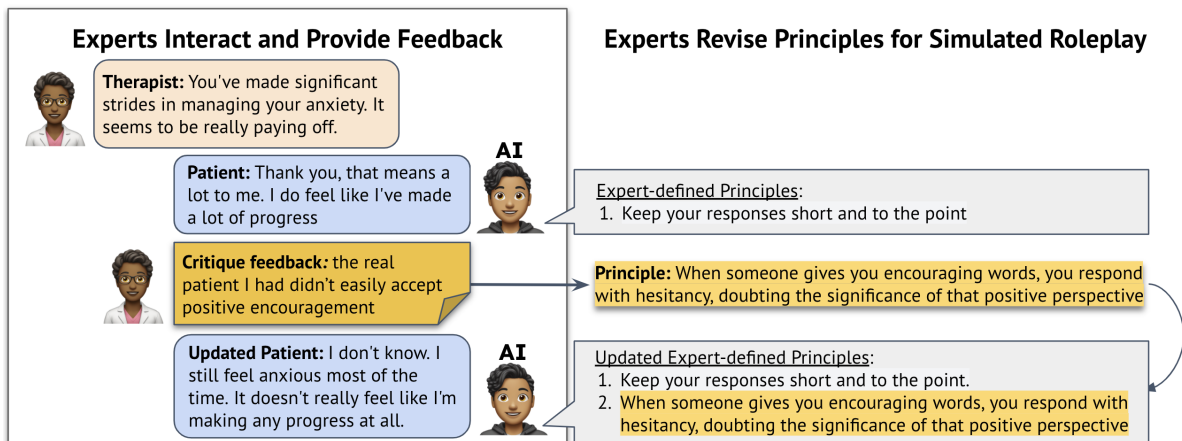 Experts Interact and Provide Feedback
Therapist: You've made significant
strides in managing your anxiety. It
seems to be really paying off.
AI
Patient: Thank you, that means a
lot to me. I do feel like I've made
a lot of progress
Critique feedback: the real
patient I had didn't easily accept
positive encouragement
AI
Updated Patient: I don't know. I
still feel anxious most of the
time. It doesn't really feel like I'm
making any progress at all.
Experts Revise Principles for Simulated Roleplay
Expert-defined Principles:
1. Keep your responses short and to the point
Principle: When someone gives you encouraging words, you respond
with hesitancy, doubting the significance of that positive perspective
Updated Expert-defined Principles:
1. Keep your responses short and to the point.
2. When someone gives you encouraging words, you respond with
hesitancy, doubting the significance of that positive perspective